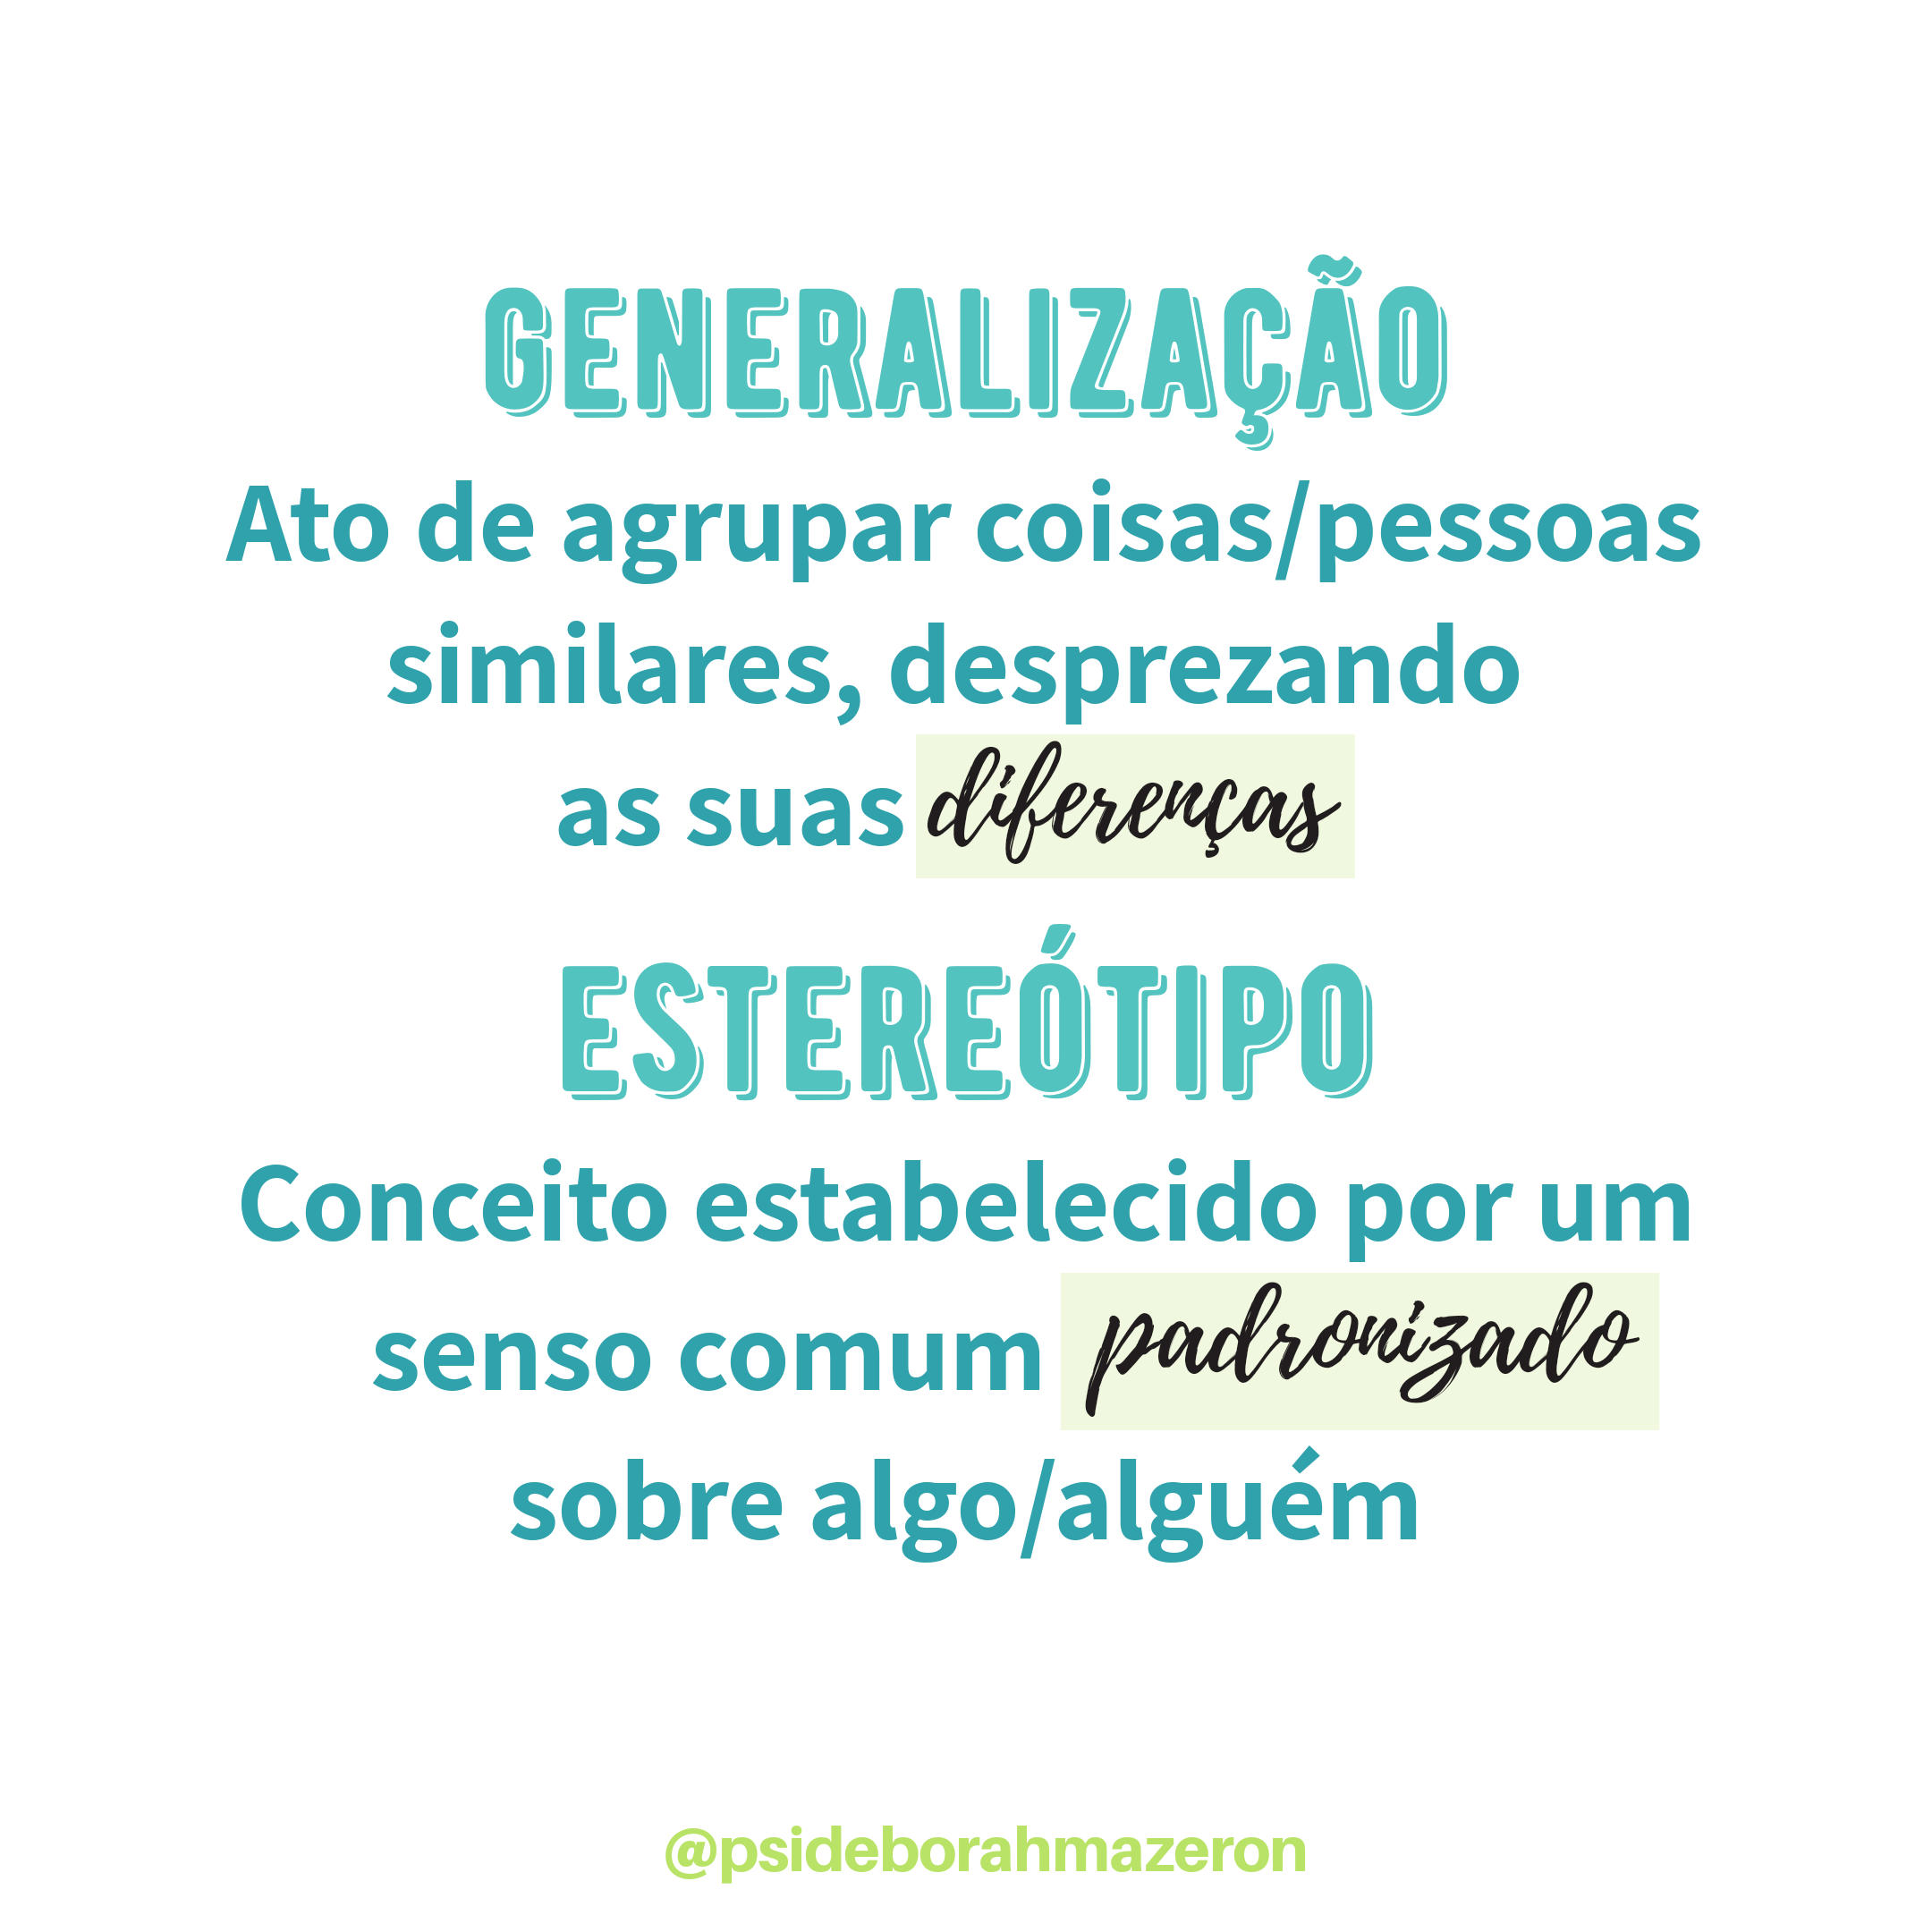 GENERALIZAÇÃO
Ato de agrupar coisas/pessoas
similares, desprezando
as suas diferenças
ESTEREÓTIPO
Conceito estabelecido por um
senso comum padronizado
sobre algo/alguém
@psideborahmazeron